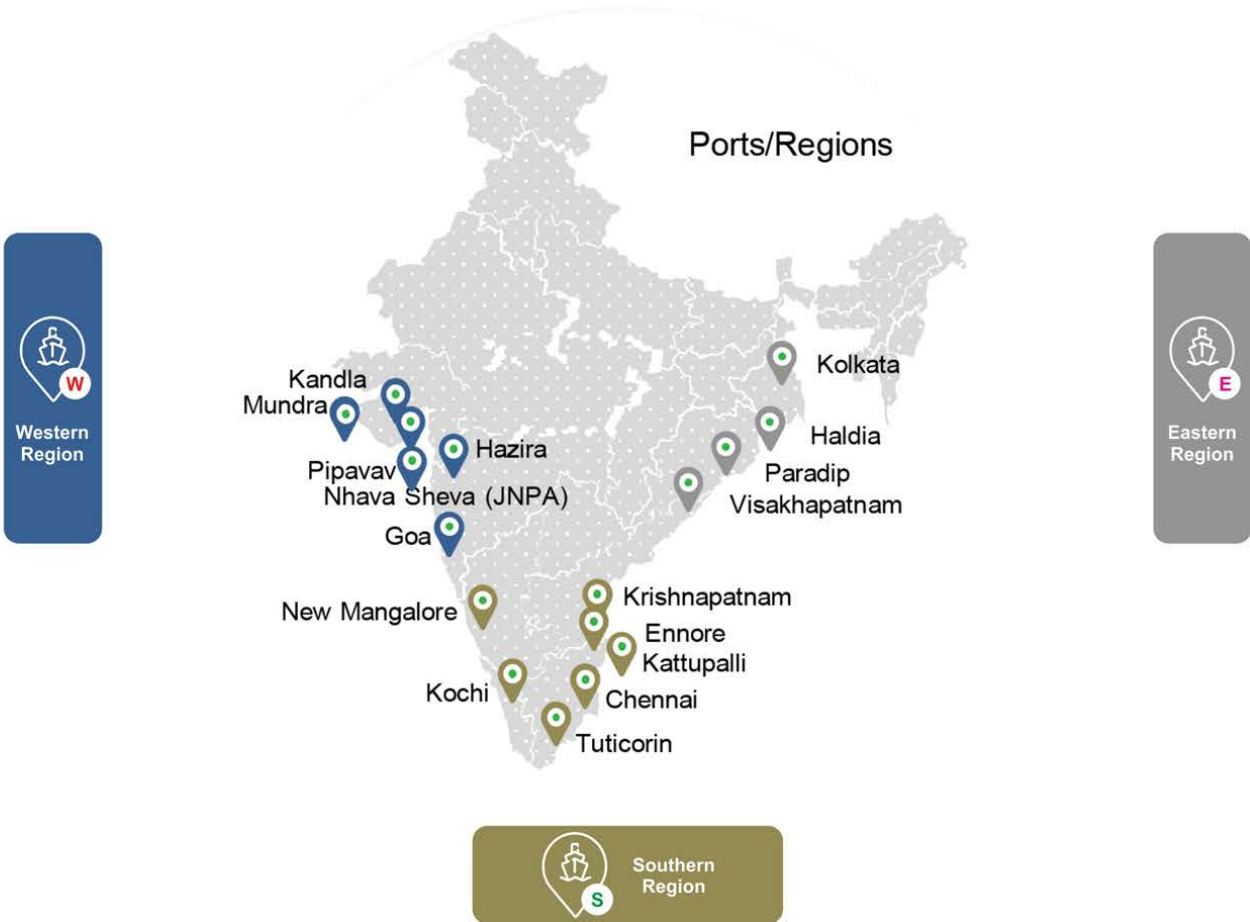 Ports/Regions
W
Western
Region
E
Eastern
Region
Kandla
Mundra
Pipavav
Hazira
Nhava Sheva (JNPA)
Goa
Kolkata
Haldia
Paradip
Visakhapatnam
New Mangalore
Kochi
Krishnapatnam
Ennore
Kattupalli
Chennai
Tuticorin
S
Southern
Region